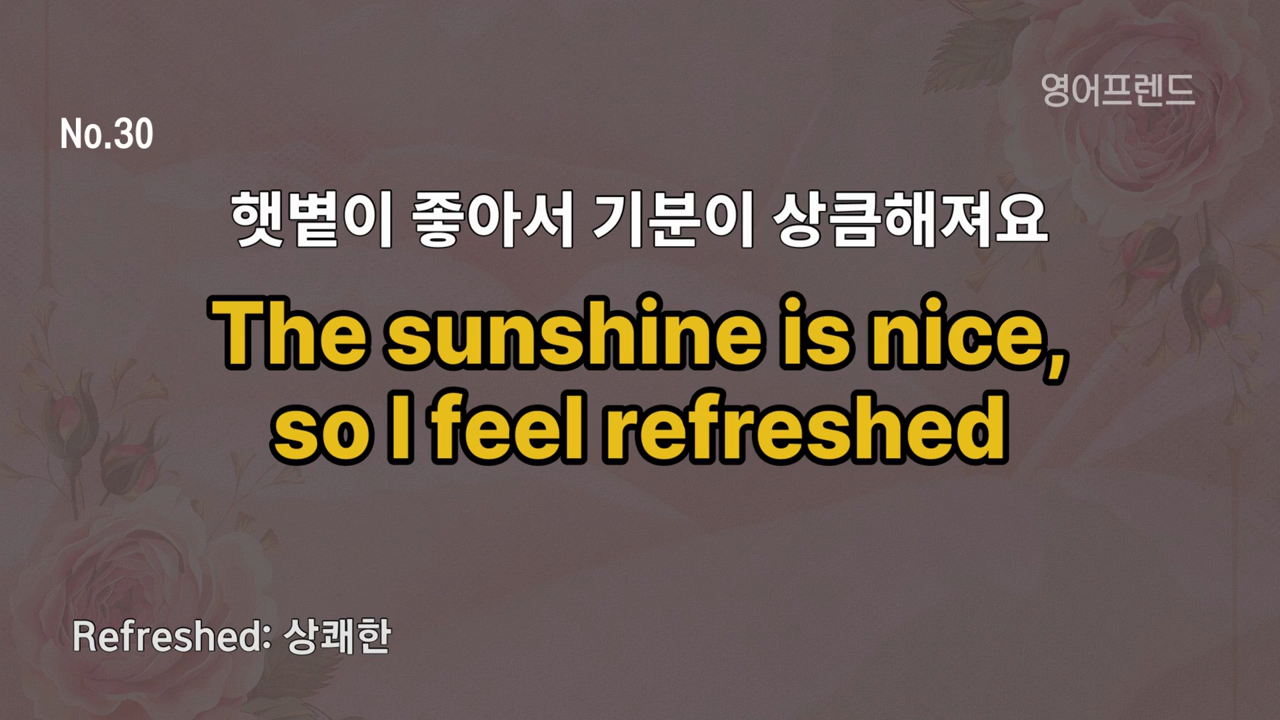 영어프렌드
No.30
햇볕이 좋아서 기분이 상큼해져요
The sunshine is nice,
so I feel refreshed
Refreshed: 상쾌한